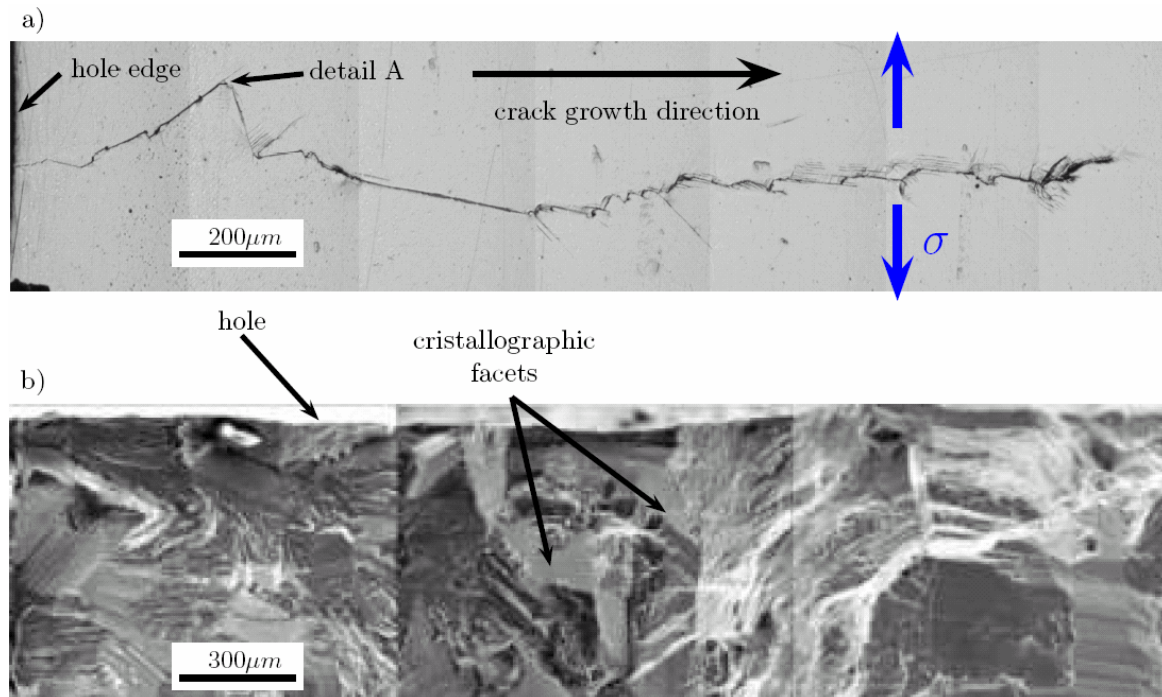 a)
hole edge
detail A
crack growth direction
200μm
σ
hole
cristallographic
facets
b)
300μm